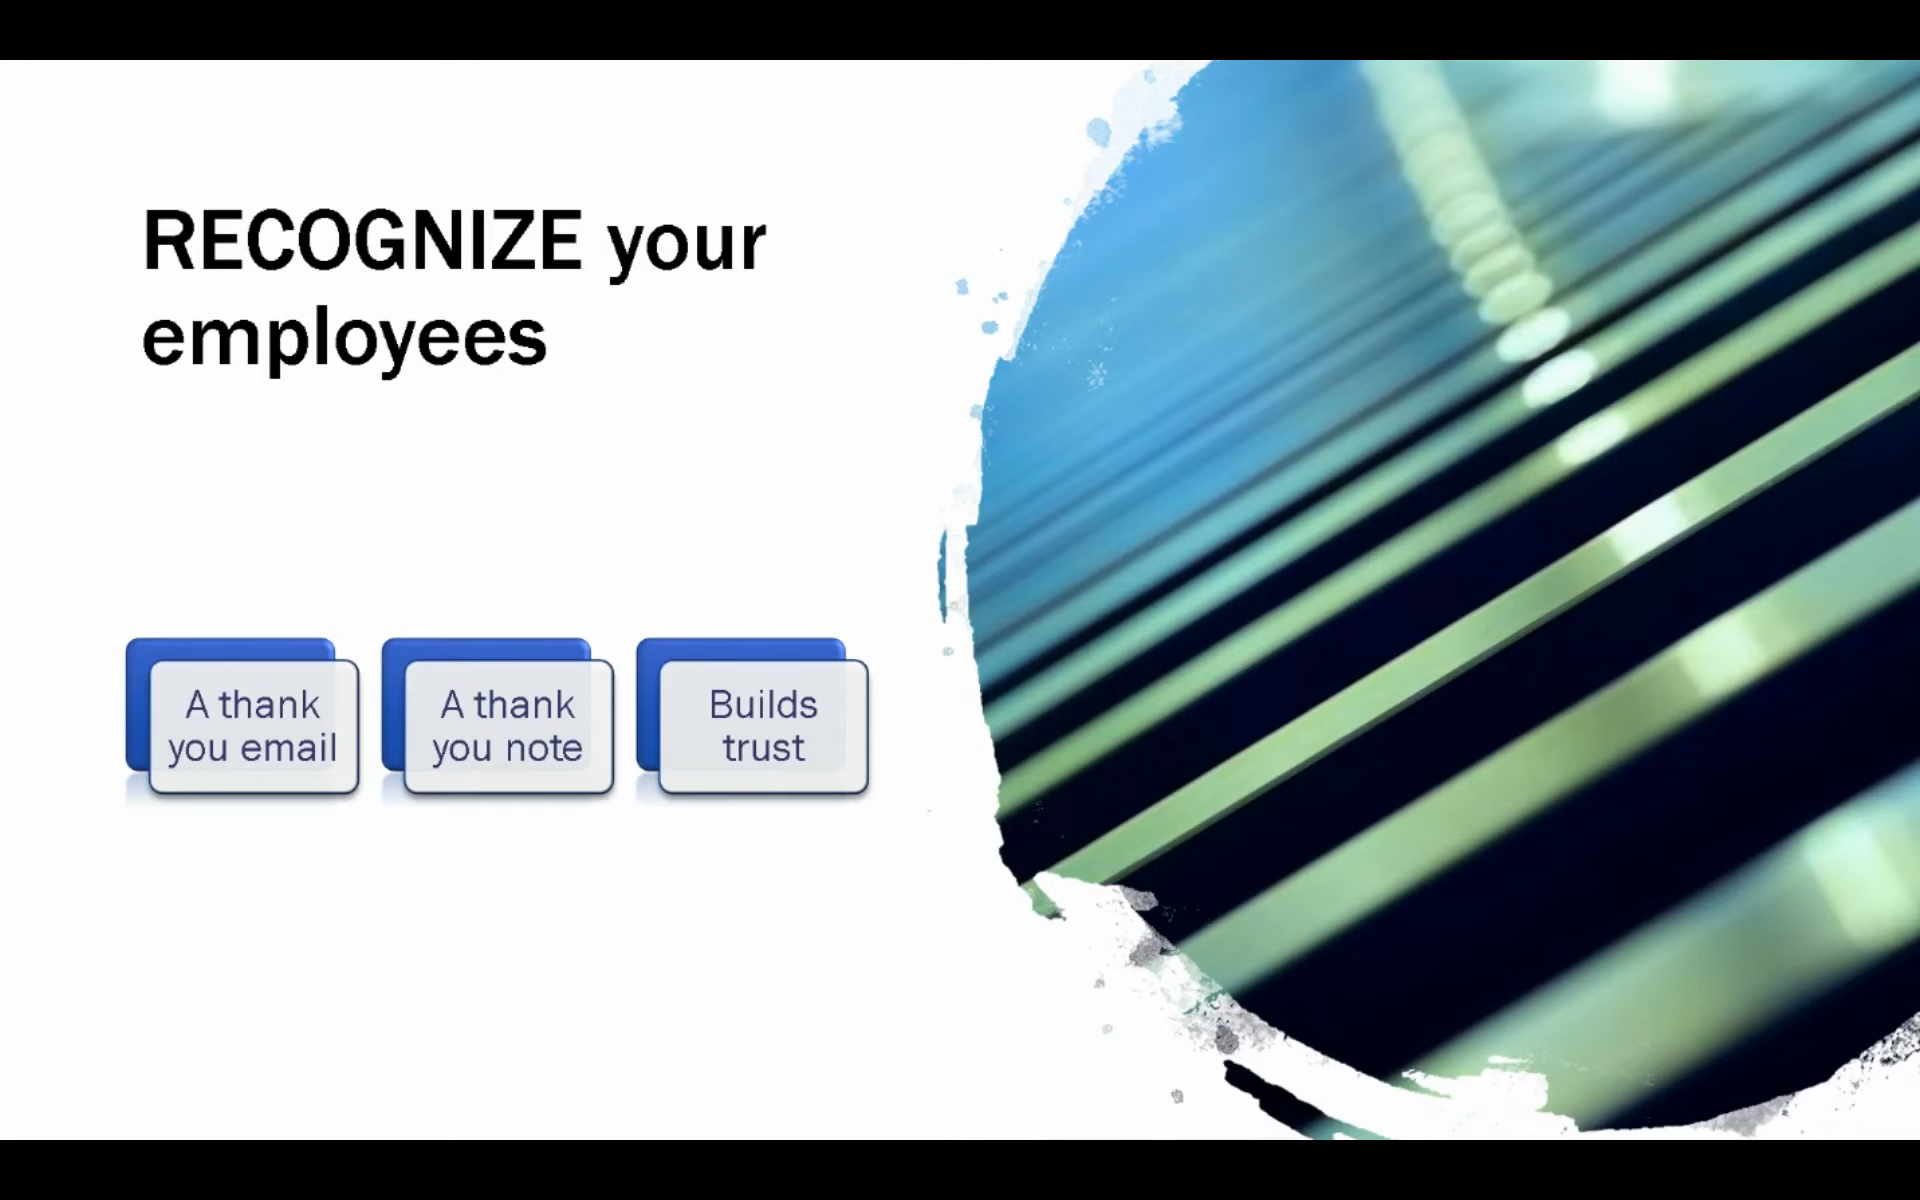 RECOGNIZE your
employees
A thank
you email
A thank
you note
Builds
trust